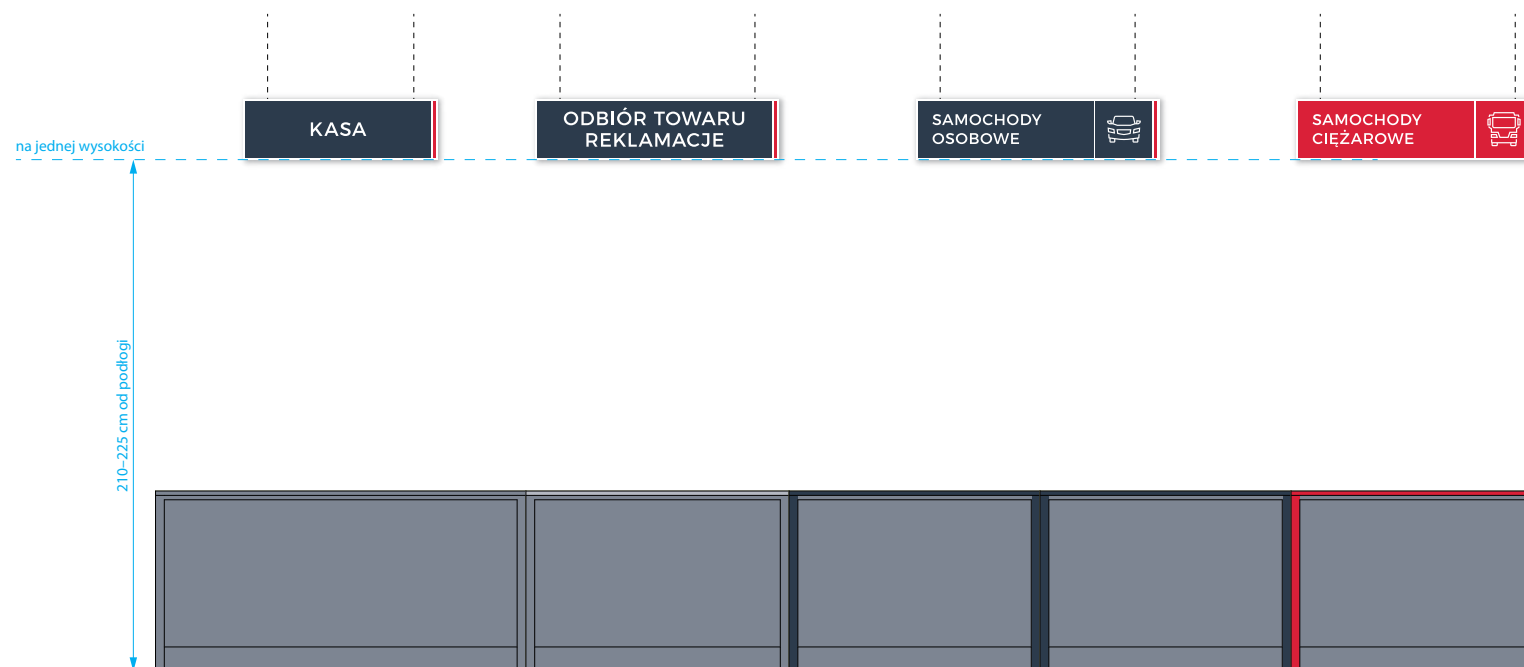 KASA
ODBIÓR TOWARU
REKLAMACJE
SAMOCHODY
OSOBOWE
SAMOCHODY
CIĘŻAROWE
na jednej wysokości
210–225 cm od podłogi